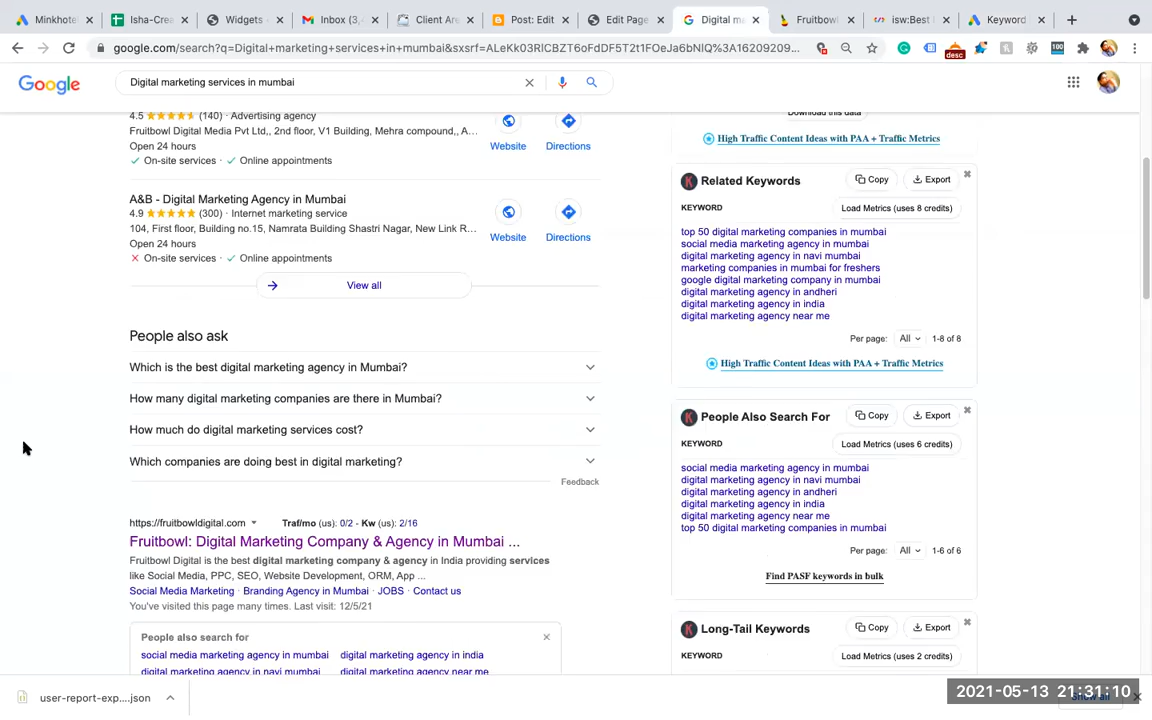 Minkhote
Isha-Crea
Widgets -
Inbox (3,
Client Are
Post: Edit
Edit Page
Digital m
Fruitbowl
isw:Best
Keyword
google.com/search?q=Digital+marketing+services+in+mumbai&sxsrf=ALeKk03RlCBZT6oFdDF5T2t1FOeJa6bNlQ%3A16209209...
desc
100
Google
Digital marketing services in mumbai
4.5 (140) · Advertising agency
Fruitbowl Digital Media Pvt Ltd,, 2nd floor, V1 Building, Mehra compound,, A...
Open 24 hours
On-site services · Online appointments
Website
Directions
A&B - Digital Marketing Agency in Mumbai
4.9 (300) · Internet marketing service
104, First floor, Building no.15, Namrata Building Shastri Nagar, New Link R...
Open 24 hours
On-site services · Online appointments
Website
Directions
View all
People also ask
Which is the best digital marketing agency in Mumbai?
How many digital marketing companies are there in Mumbai?
How much do digital marketing services cost?
Which companies are doing best in digital marketing?
Feedback
https://fruitbowldigital.com
Traf/mo (us): 0/2 - Kw (us): 2/16
Fruitbowl: Digital Marketing Company & Agency in Mumbai ...
Fruitbowl Digital is the best digital marketing company & agency in India providing services
like Social Media, PPC, SEO, Website Development, ORM, App ...
Social Media Marketing · Branding Agency in Mumbai · JOBS · Contact us
You've visited this page many times. Last visit: 12/5/21
People also search for
social media marketing agency in mumbai
digital marketing agency in india
digital marketing agency in navi mumbai
digital marketing agency near me
Download this data
High Traffic Content Ideas with PAA + Traffic Metrics
Related Keywords
Copy
Export
KEYWORD
Load Metrics (uses 8 credits)
top 50 digital marketing companies in mumbai
social media marketing agency in mumbai
digital marketing agency in navi mumbai
marketing companies in mumbai for freshers
google digital marketing company in mumbai
digital marketing agency in andheri
digital marketing agency in india
digital marketing agency near me
Per page: All 1-8 of 8
High Traffic Content Ideas with PAA + Traffic Metrics
People Also Search For
Copy
Export
KEYWORD
Load Metrics (uses 6 credits)
social media marketing agency in mumbai
digital marketing agency in navi mumbai
digital marketing agency in andheri
digital marketing agency in india
digital marketing agency near me
top 50 digital marketing companies in mumbai
Per page: All 1-6 of 6
Find PASF keywords in bulk
Long-Tail Keywords
Copy
Export
KEYWORD
Load Metrics (uses 2 credits)
user-report-exp....json
2021-05-13 21:31:10
Show all